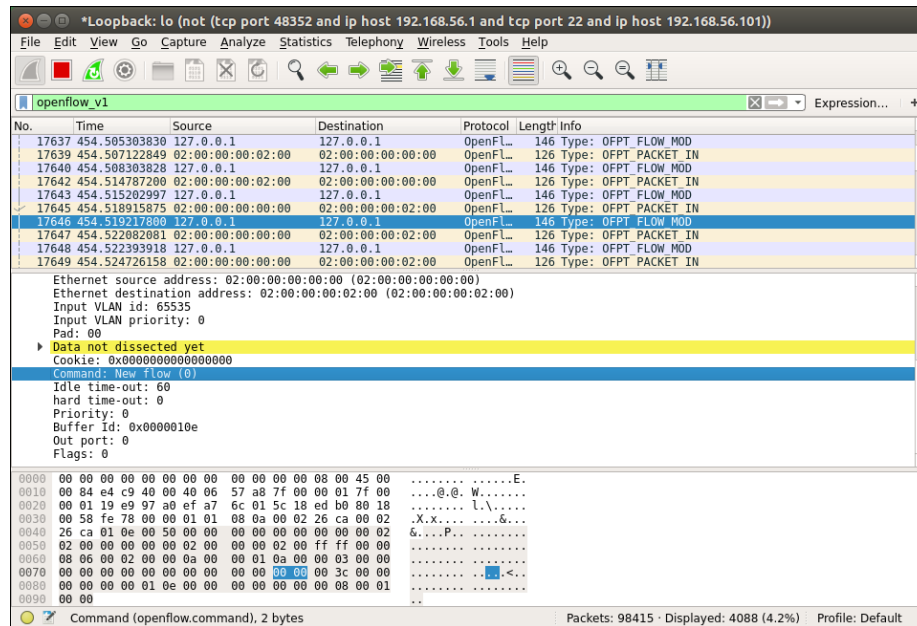 *Loopback: lo (not (tcp port 48352 and ip host 192.168.56.1 and tcp port 22 and ip host 192.168.56.101))
File Edit View Go Capture Analyze Statistics Telephony Wireless Tools Help
openflow_v1 Expression... +
No. Time Source Destination Protocol Length Info
17637 454.505303830 127.0.0.1 127.0.0.1 OpenFl… 146 Type: OFPT_FLOW_MOD
17639 454.507122849 02:00:00:00:02:00 02:00:00:00:00:00 OpenFl… 126 Type: OFPT_PACKET_IN
17640 454.508303828 127.0.0.1 127.0.0.1 OpenFl… 146 Type: OFPT_FLOW_MOD
17642 454.514787200 02:00:00:00:02:00 02:00:00:00:00:00 OpenFl… 126 Type: OFPT_PACKET_IN
17643 454.515202997 127.0.0.1 127.0.0.1 OpenFl… 146 Type: OFPT_FLOW_MOD
17645 454.518915875 02:00:00:00:00:00 02:00:00:00:02:00 OpenFl… 126 Type: OFPT_PACKET_IN
17646 454.519217800 127.0.0.1 127.0.0.1 OpenFl… 146 Type: OFPT_FLOW_MOD
17647 454.522082081 02:00:00:00:00:00 02:00:00:00:02:00 OpenFl… 126 Type: OFPT_PACKET_IN
17648 454.522393918 127.0.0.1 127.0.0.1 OpenFl… 146 Type: OFPT_FLOW_MOD
17649 454.524726158 02:00:00:00:00:00 02:00:00:00:02:00 OpenFl… 126 Type: OFPT_PACKET_IN
Ethernet source address: 02:00:00:00:00:00 (02:00:00:00:00:00)
Ethernet destination address: 02:00:00:00:02:00 (02:00:00:00:02:00)
Input VLAN id: 65535
Input VLAN priority: 0
Pad: 00
Data not dissected yet
Cookie: 0x0000000000000000
Command: New flow (0)
Idle time-out: 60
hard time-out: 0
Priority: 0
Buffer Id: 0x0000010e
Out port: 0
Flags: 0
0000 00 00 00 00 00 00 00 00 00 00 00 00 08 00 45 00 ........ ......E.
0010 00 84 e4 c9 40 00 40 06 57 a8 7f 00 00 01 7f 00 ....@.@. W.......
0020 00 01 19 e9 97 a0 ef a7 6c 01 5c 18 ed b0 80 18 ........ l.\.....
0030 00 58 fe 78 00 00 01 01 08 0a 00 02 26 ca 00 02 .X.x.... ....&...
0040 26 ca 01 0e 00 50 00 00 00 00 00 00 00 00 00 02 &....P.. ........
0050 02 00 00 00 00 00 02 00 00 00 02 00 ff ff 00 00 ........ ........
0060 08 06 00 02 00 00 0a 00 00 01 0a 00 00 03 00 00 ........ ........
0070 00 00 00 00 00 00 00 00 00 00 00 00 00 3c 00 00 ........ .....<..
0080 00 00 00 00 01 0e 00 00 00 00 00 00 00 08 00 01 ........ ........
0090 00 00 ..
Command (openflow.command), 2 bytes Packets: 98415 · Displayed: 4088 (4.2%) Profile: Default